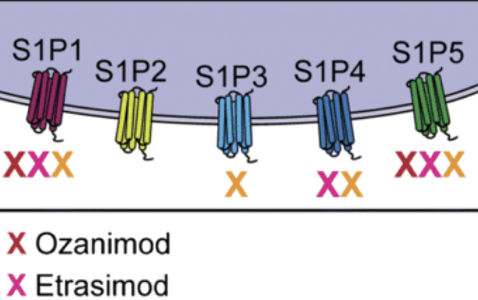 S1P1 S1P2 S1P3 S1P4 S1P5
XXX X XX XXX
X Ozanimod
X Etrasimod